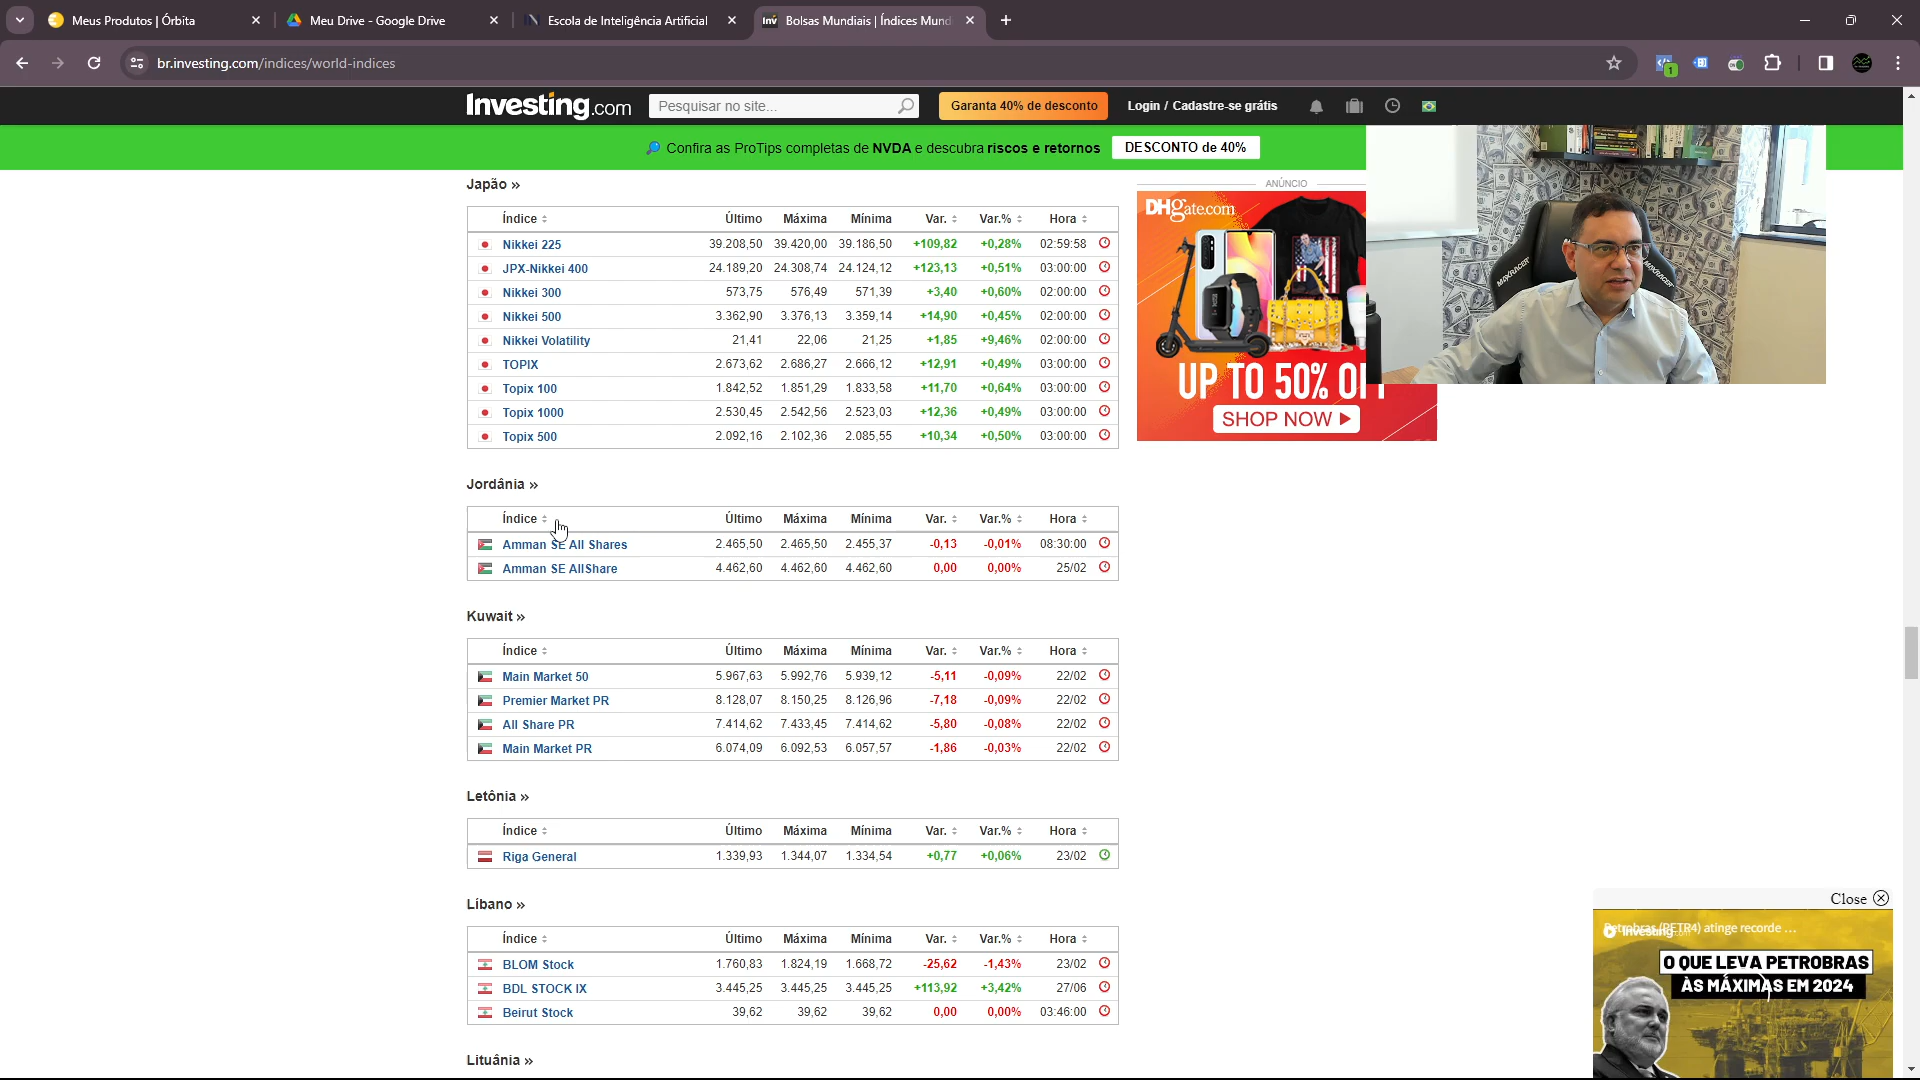 Meus Produtos | Órbita
Meu Drive - Google Drive
Escola de Inteligência Artificial
Bolsas Mundiais | Índices Mund
br.investing.com/indices/world-indices
1
Investing.com
Pesquisar no site...
Garanta 40% de desconto
Login / Cadastre-se grátis
Confira as ProTips completas de NVDA e descubra riscos e retornos
DESCONTO de 40%
Japão »
Índice Último Máxima Mínima Var. Var.% Hora
Nikkei 225 39.208,50 39.420,00 39.186,50 +109,82 +0,28% 02:59:58
JPX-Nikkei 400 24.189,20 24.308,74 24.124,12 +123,13 +0,51% 03:00:00
Nikkei 300 573,75 576,49 571,39 +3,40 +0,60% 02:00:00
Nikkei 500 3.362,90 3.376,13 3.359,14 +14,90 +0,45% 02:00:00
Nikkei Volatility 21,41 22,06 21,25 +1,85 +9,46% 02:00:00
TOPIX 2.673,62 2.686,27 2.666,12 +12,91 +0,49% 03:00:00
Topix 100 1.842,52 1.851,29 1.833,58 +11,70 +0,64% 03:00:00
Topix 1000 2.530,45 2.542,56 2.523,03 +12,36 +0,49% 03:00:00
Topix 500 2.092,16 2.102,36 2.085,55 +10,34 +0,50% 03:00:00
ANÚNCIO
DHgate.com
UP TO 50%
SHOP NOW
MAXRACER
MAXRACER
Jordânia »
Índice Último Máxima Mínima Var. Var.% Hora
Amman SE All Shares 2.465,50 2.465,50 2.455,37 -0,13 -0,01% 08:30:00
Amman SE AllShare 4.462,60 4.462,60 4.462,60 0,00 0,00% 25/02
Kuwait »
Índice Último Máxima Mínima Var. Var.% Hora
Main Market 50 5.967,63 5.992,76 5.939,12 -5,11 -0,09% 22/02
Premier Market PR 8.128,07 8.150,25 8.126,96 -7,18 -0,09% 22/02
All Share PR 7.414,62 7.433,45 7.414,62 -5,80 -0,08% 22/02
Main Market PR 6.074,09 6.092,53 6.057,57 -1,86 -0,03% 22/02
Letônia »
Índice Último Máxima Mínima Var. Var.% Hora
Riga General 1.339,93 1.344,07 1.334,54 +0,77 +0,06% 23/02
Líbano »
Índice Último Máxima Mínima Var. Var.% Hora
BLOM Stock 1.760,83 1.824,19 1.668,72 -25,62 -1,43% 23/02
BDL STOCK IX 3.445,25 3.445,25 3.445,25 +113,92 +3,42% 27/06
Beirut Stock 39,62 39,62 39,62 0,00 0,00% 03:46:00
Lituânia »
Close
Petrobras (PETR4) atinge recorde ...
Investing.com
O QUE LEVA PETROBRAS
ÀS MÁXIMAS EM 2024